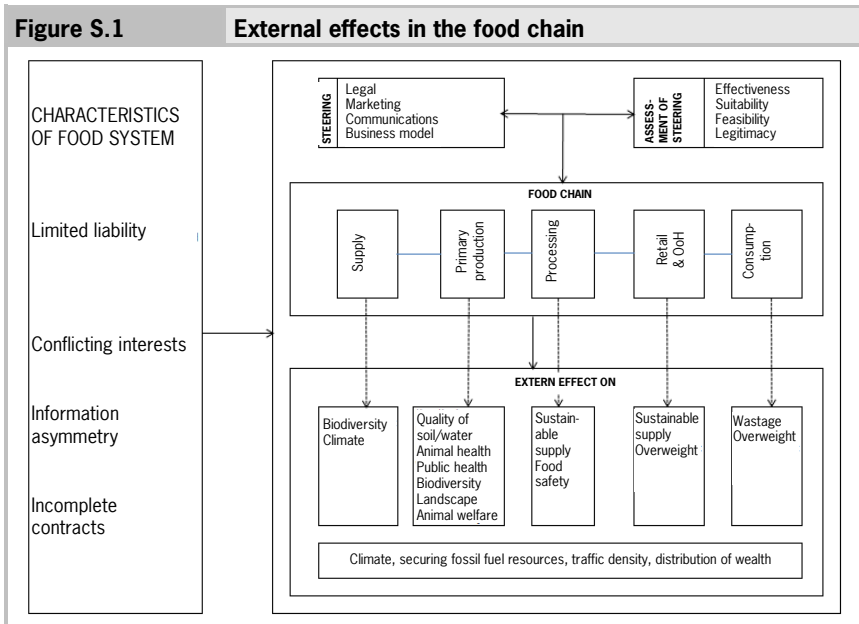 Figure S.1 External effects in the food chain
CHARACTERISTICS
OF FOOD SYSTEM
Limited liability
Conflicting interests
Information
asymmetry
Incomplete
contracts
STEERING
Legal
Marketing
Communications
Business model
ASSESS-
MENT OF
STEERING
Effectiveness
Suitability
Feasibility
Legitimacy
FOOD CHAIN
Supply
Primary
production
Processing
Retail
& OoH
Consump-
tion
EXTERN EFFECT ON
Biodiversity
Climate
Quality of
soil/water
Animal health
Public health
Biodiversity
Landscape
Animal welfare
Sustain-
able
supply
Food
safety
Sustainable
supply
Overweight
Wastage
Overweight
Climate, securing fossil fuel resources, traffic density, distribution of wealth